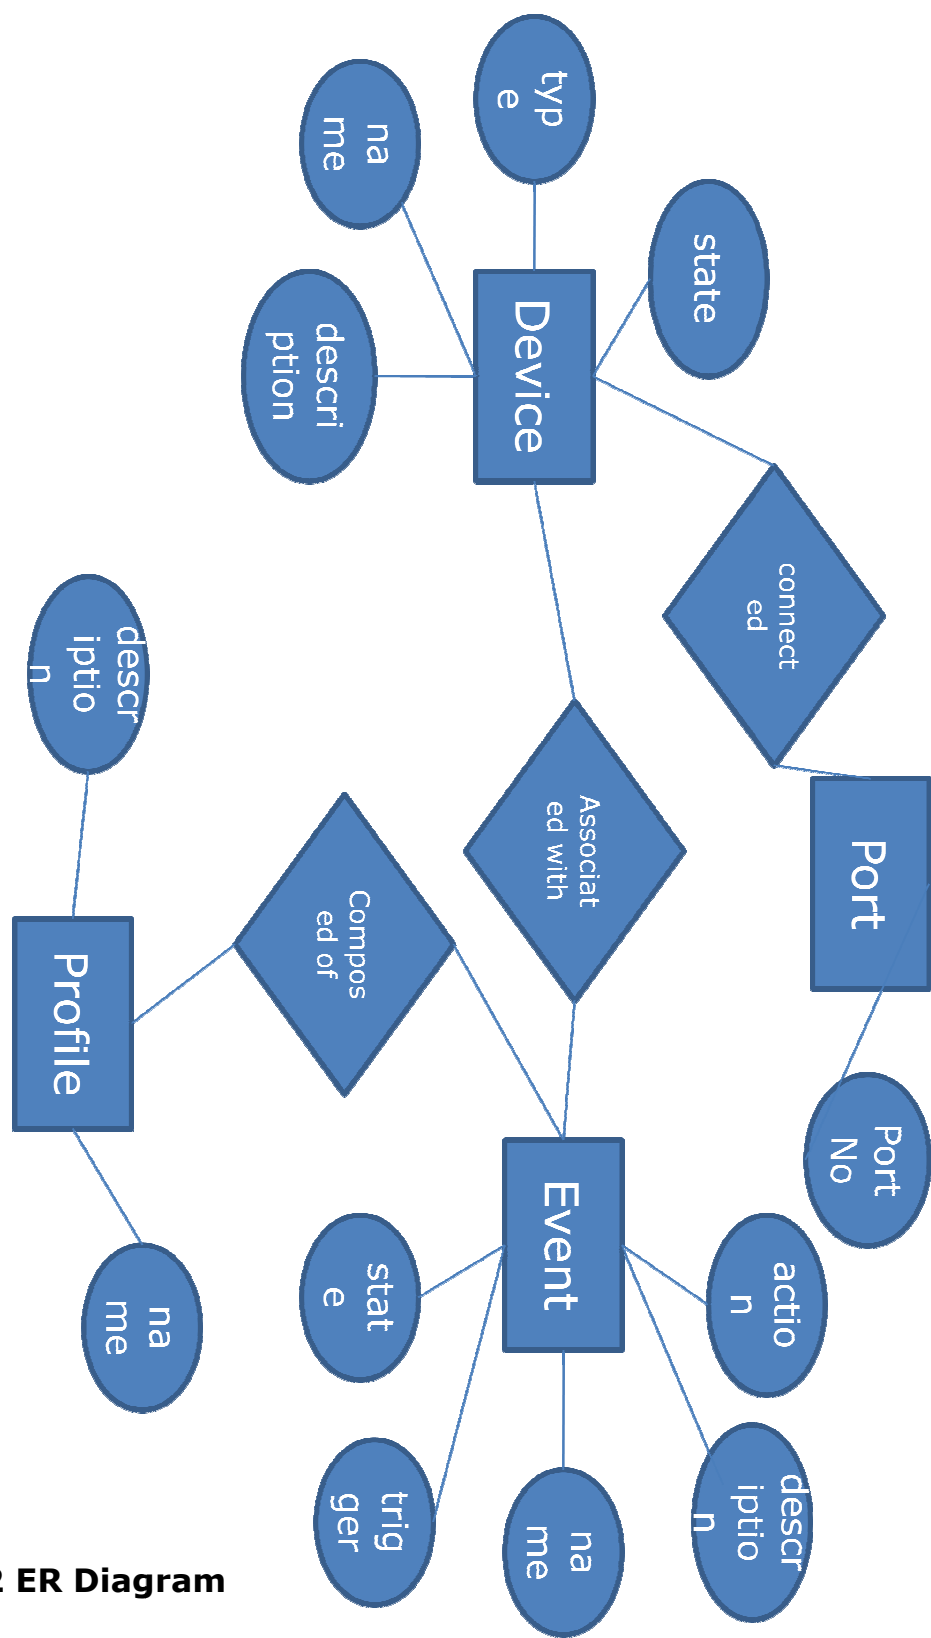 typ
e
na
me
state
Device
descri
ption
connect
ed
descr
iptio
n
Associat
ed with
Port
Compos
ed of
Profile
Port
No
Event
stat
e
actio
n
na
me
trig
ger
na
me
descr
iptio
n
2 ER Diagram